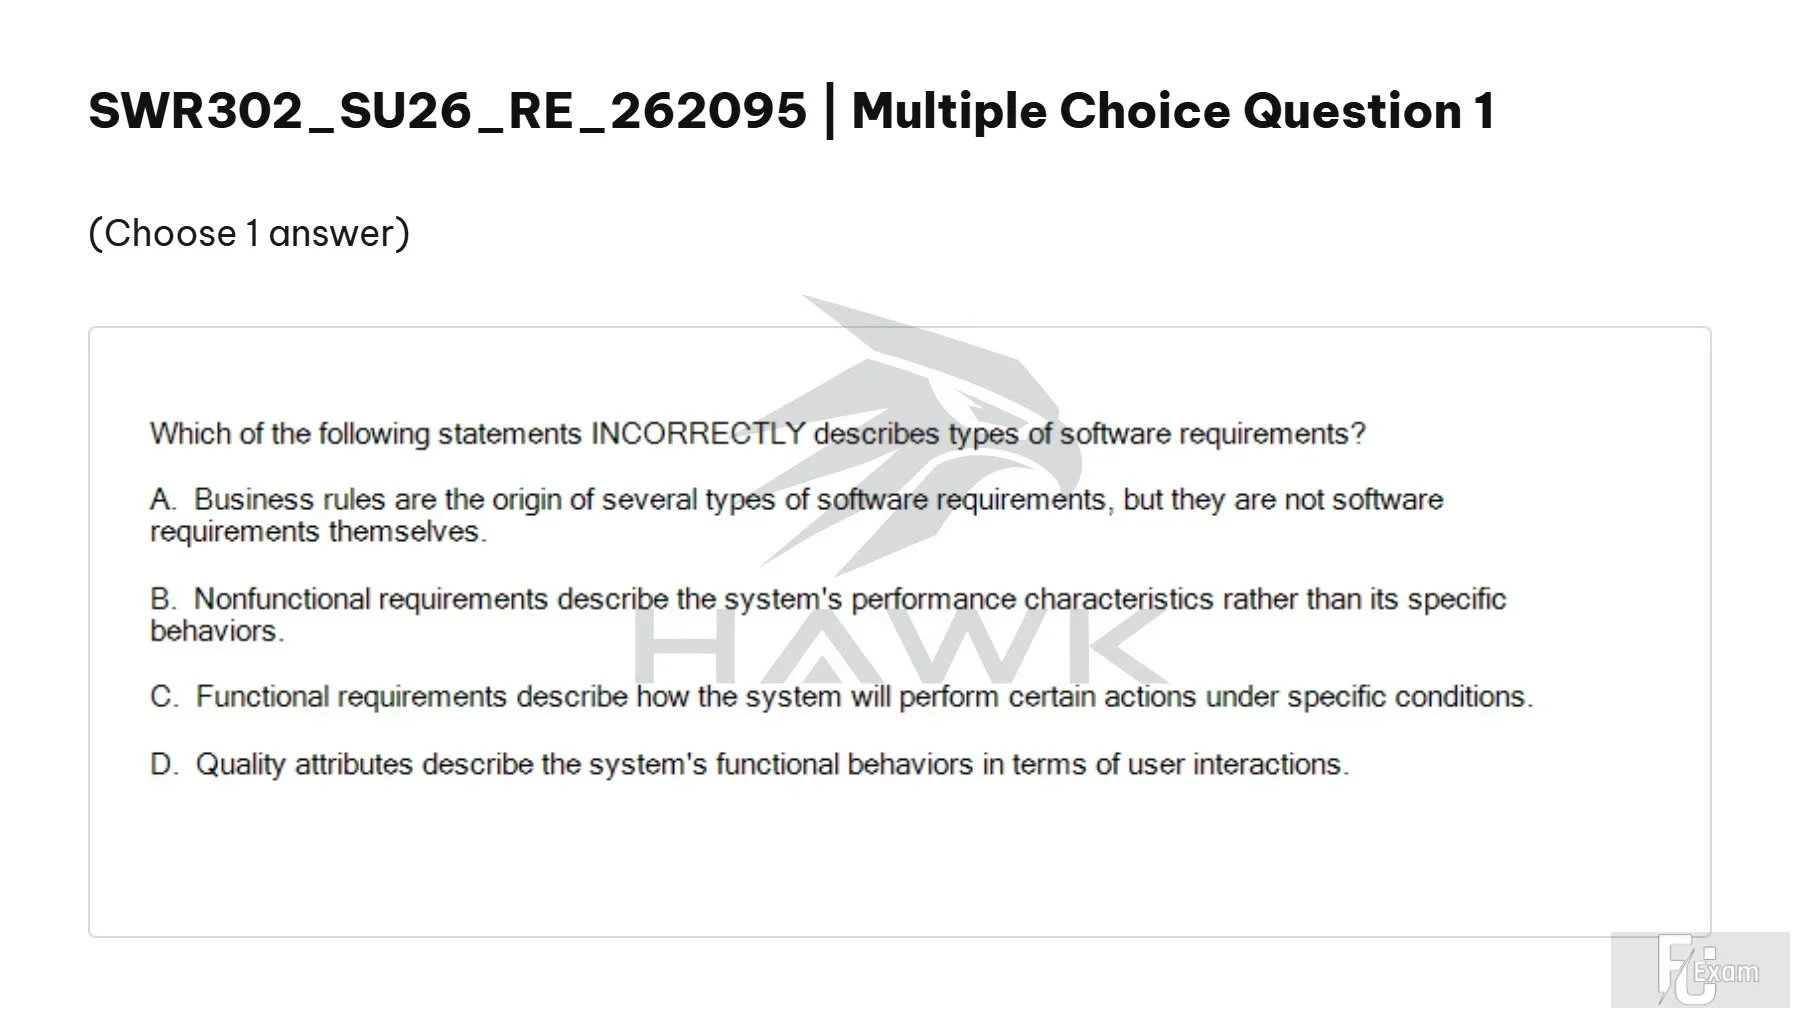 SWR302_SU26_RE_262095 | Multiple Choice Question 1
(Choose 1 answer)
Which of the following statements INCORRECTLY describes types of software requirements?
A. Business rules are the origin of several types of software requirements, but they are not software
requirements themselves.
B. Nonfunctional requirements describe the system's performance characteristics rather than its specific
behaviors.
HAWK
C. Functional requirements describe how the system will perform certain actions under specific conditions.
D. Quality attributes describe the system's functional behaviors in terms of user interactions.
FU Exam